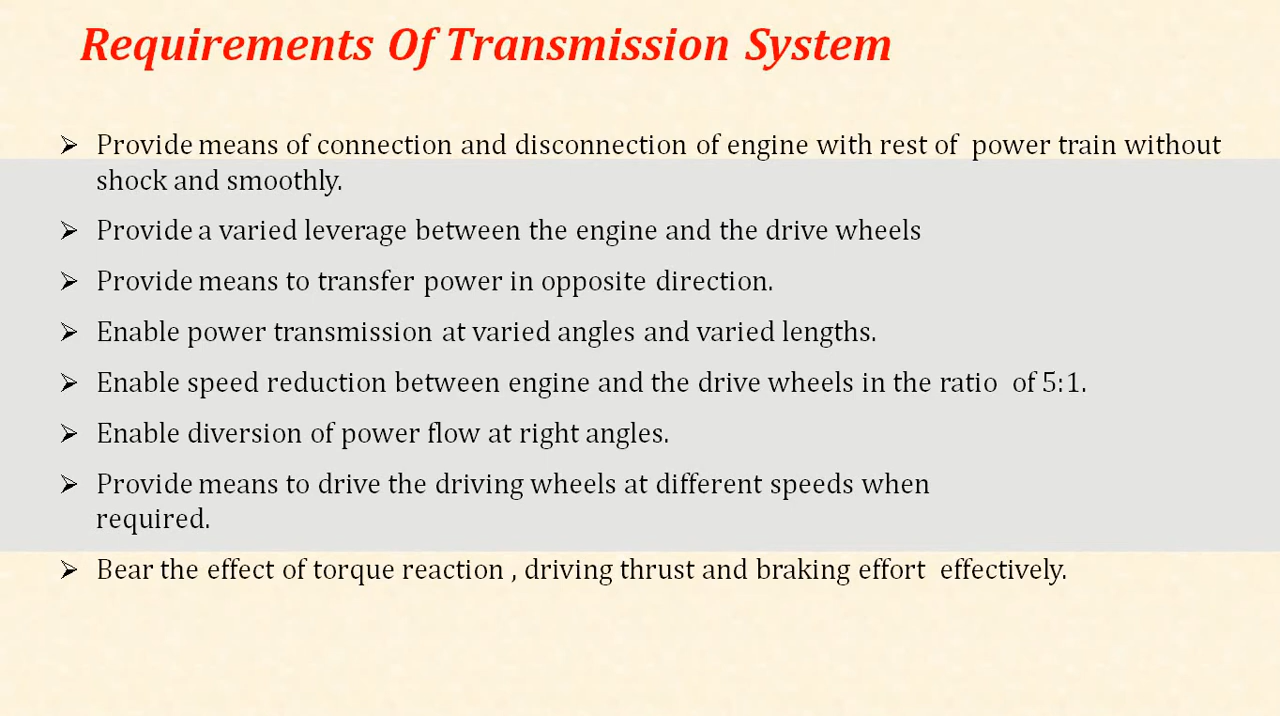 Requirements Of Transmission System
➢ Provide means of connection and disconnection of engine with rest of power train without
shock and smoothly.
➢ Provide a varied leverage between the engine and the drive wheels
➢ Provide means to transfer power in opposite direction.
➢ Enable power transmission at varied angles and varied lengths.
➢ Enable speed reduction between engine and the drive wheels in the ratio of 5:1.
➢ Enable diversion of power flow at right angles.
➢ Provide means to drive the driving wheels at different speeds when
required.
➢ Bear the effect of torque reaction , driving thrust and braking effort effectively.